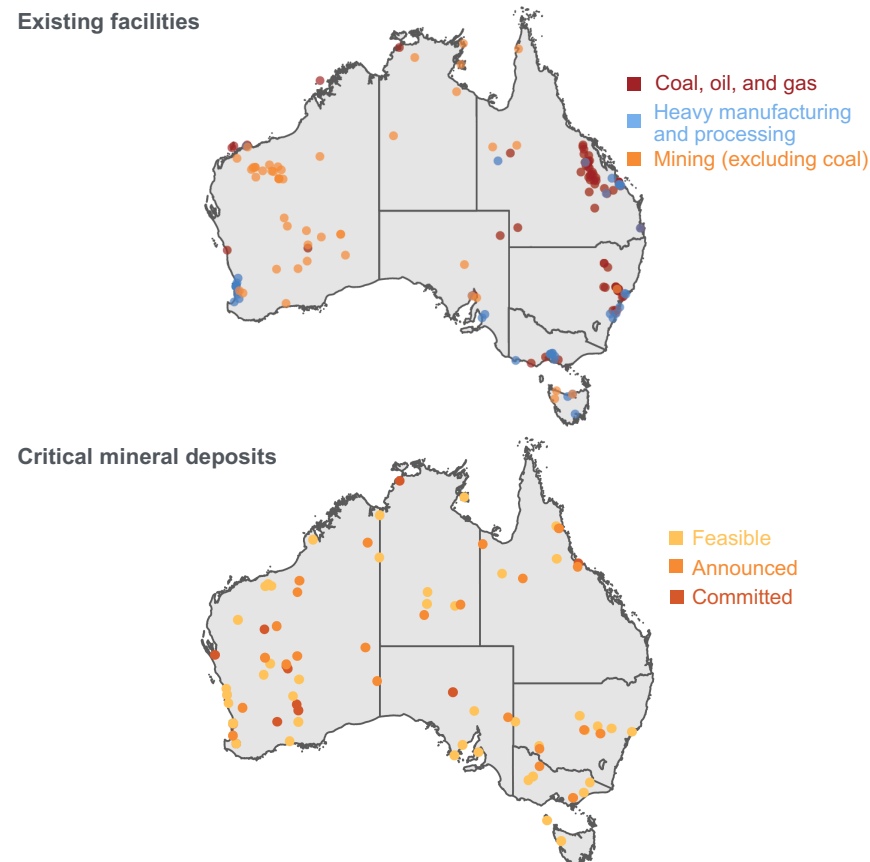 Existing facilities
Coal, oil, and gas
Heavy manufacturing
and processing
Mining (excluding coal)
Critical mineral deposits
Feasible
Announced
Committed